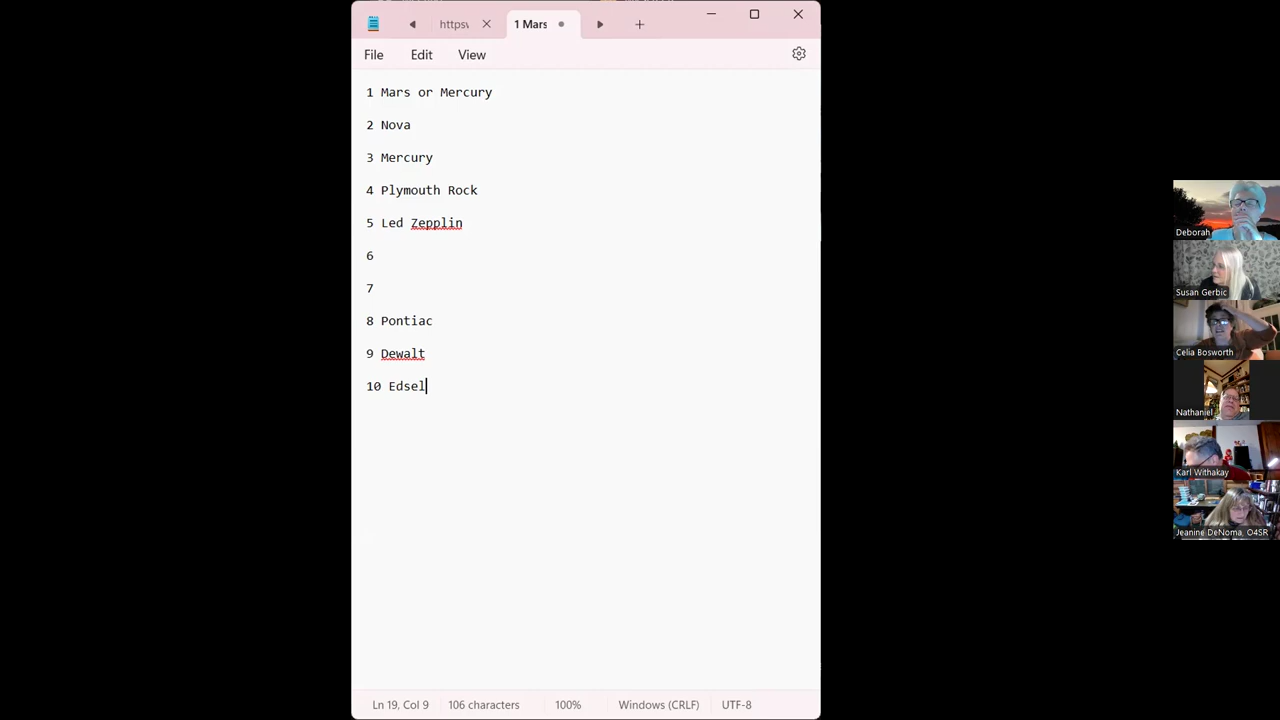 httpsv
1 Mars
File Edit View
1 Mars or Mercury
2 Nova
3 Mercury
4 Plymouth Rock
5 Led Zepplin
6
7
8 Pontiac
9 Dewalt
10 Edsel
Ln 19, Col 9 106 characters 100% Windows (CRLF) UTF-8
Deborah
Susan Gerbic
Celia Bosworth
Nathaniel
Karl Withakay
Jeanine DeNoma, O4SR